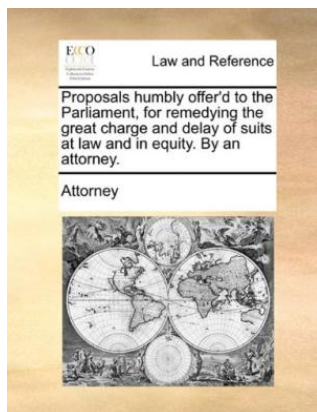 ECCO
Law and Reference
Proposals humbly offer'd to the
Parliament, for remedying the
great charge and delay of suits
at law and in equity. By an
attorney.
Attorney